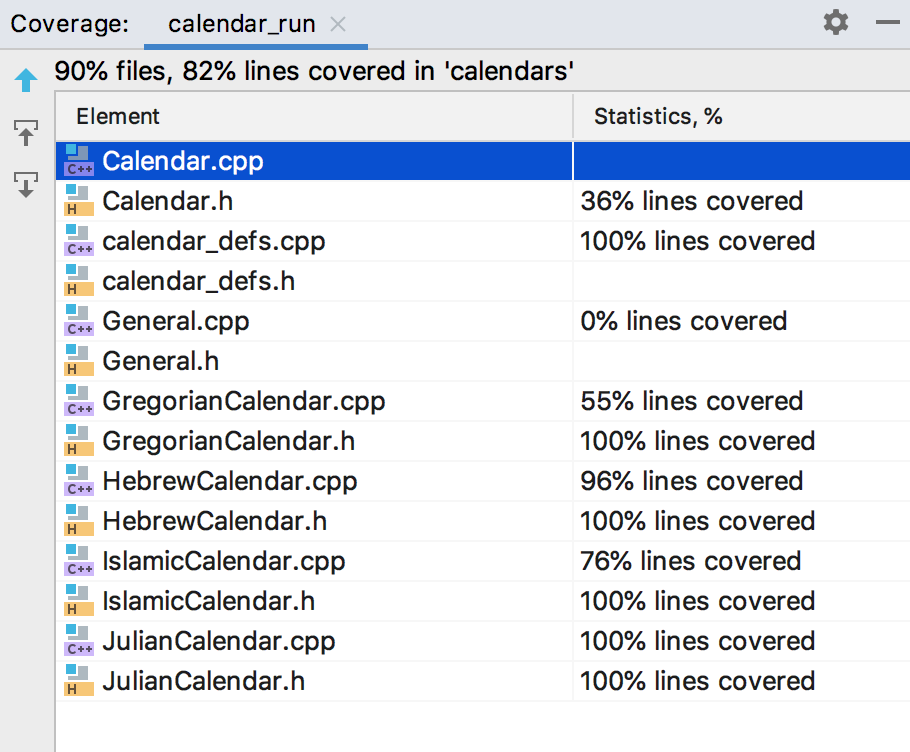 Coverage: calendar_run
90% files, 82% lines covered in 'calendars'
Element Statistics, %
C++ Calendar.cpp
H Calendar.h 36% lines covered
C++ calendar_defs.cpp 100% lines covered
H calendar_defs.h
C++ General.cpp 0% lines covered
H General.h
C++ GregorianCalendar.cpp 55% lines covered
H GregorianCalendar.h 100% lines covered
C++ HebrewCalendar.cpp 96% lines covered
H HebrewCalendar.h 100% lines covered
C++ IslamicCalendar.cpp 76% lines covered
H IslamicCalendar.h 100% lines covered
C++ JulianCalendar.cpp 100% lines covered
H JulianCalendar.h 100% lines covered